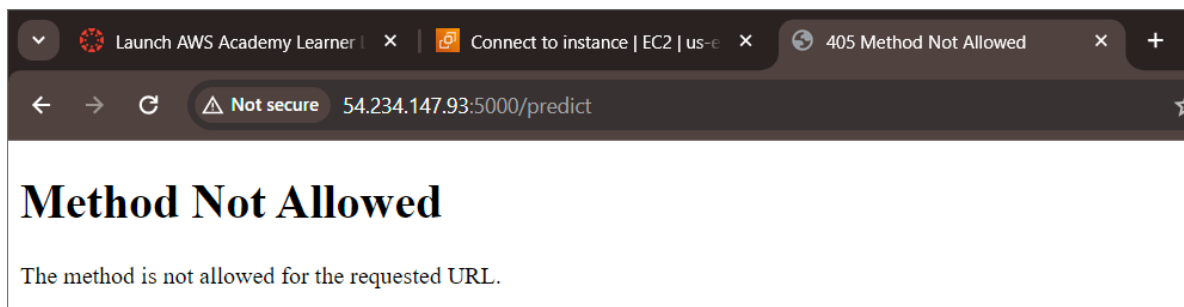 Launch AWS Academy Learner L
Connect to instance | EC2 | us-e
405 Method Not Allowed
Not secure
54.234.147.93:5000/predict
Method Not Allowed
The method is not allowed for the requested URL.